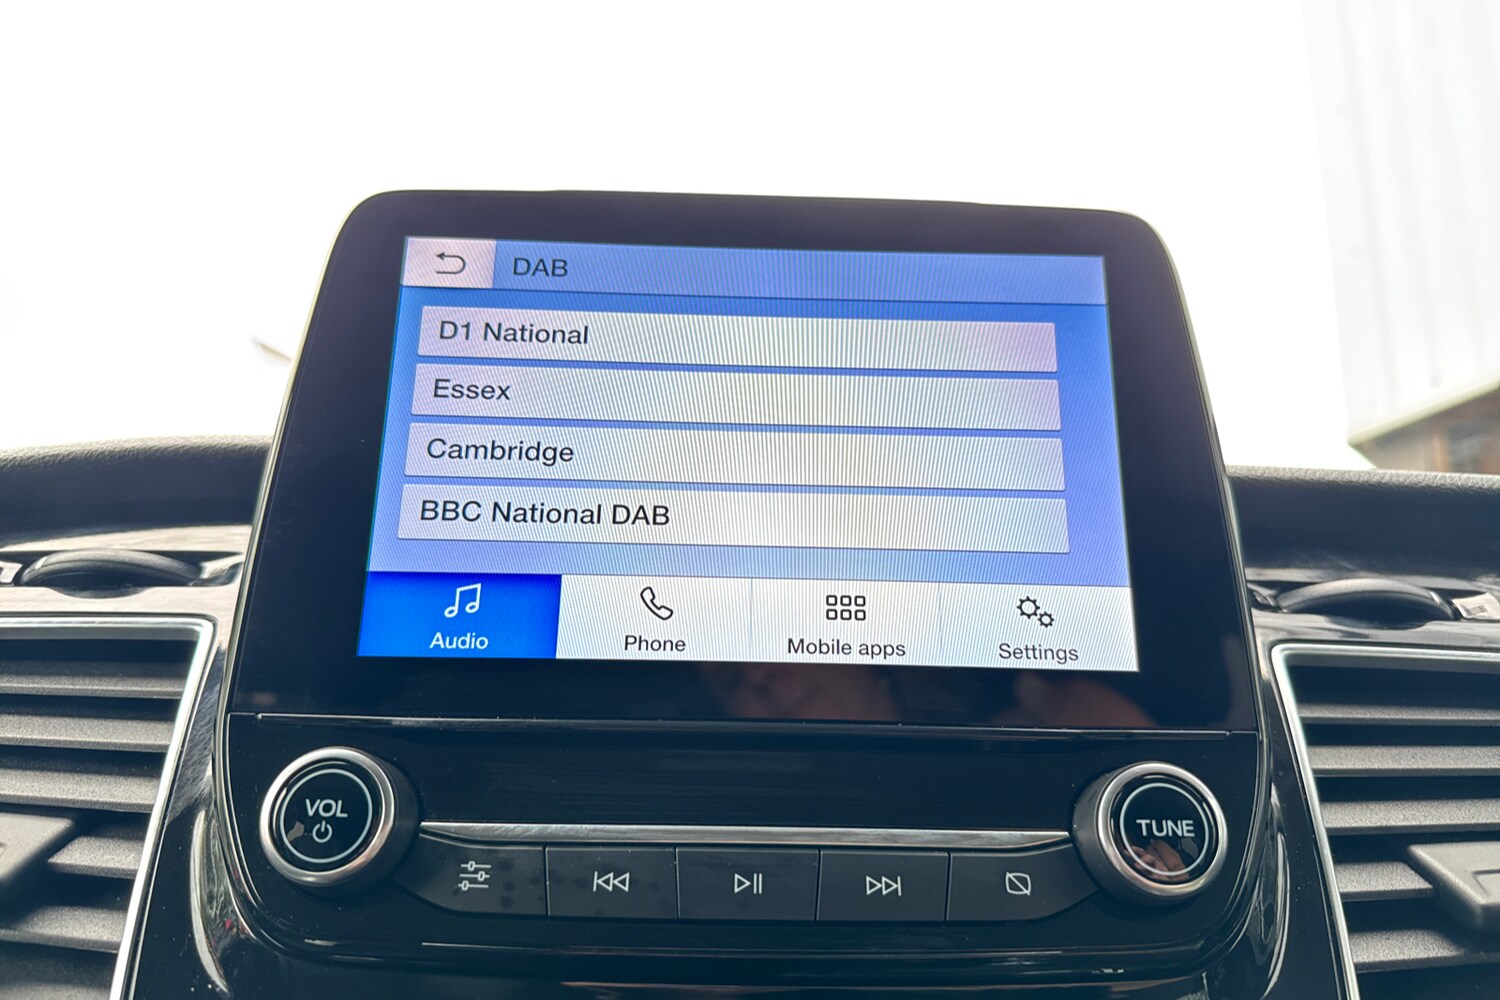 DAB
D1 National
Essex
Cambridge
BBC National DAB
Audio
Phone
Mobile apps
Settings
VOL
TUNE